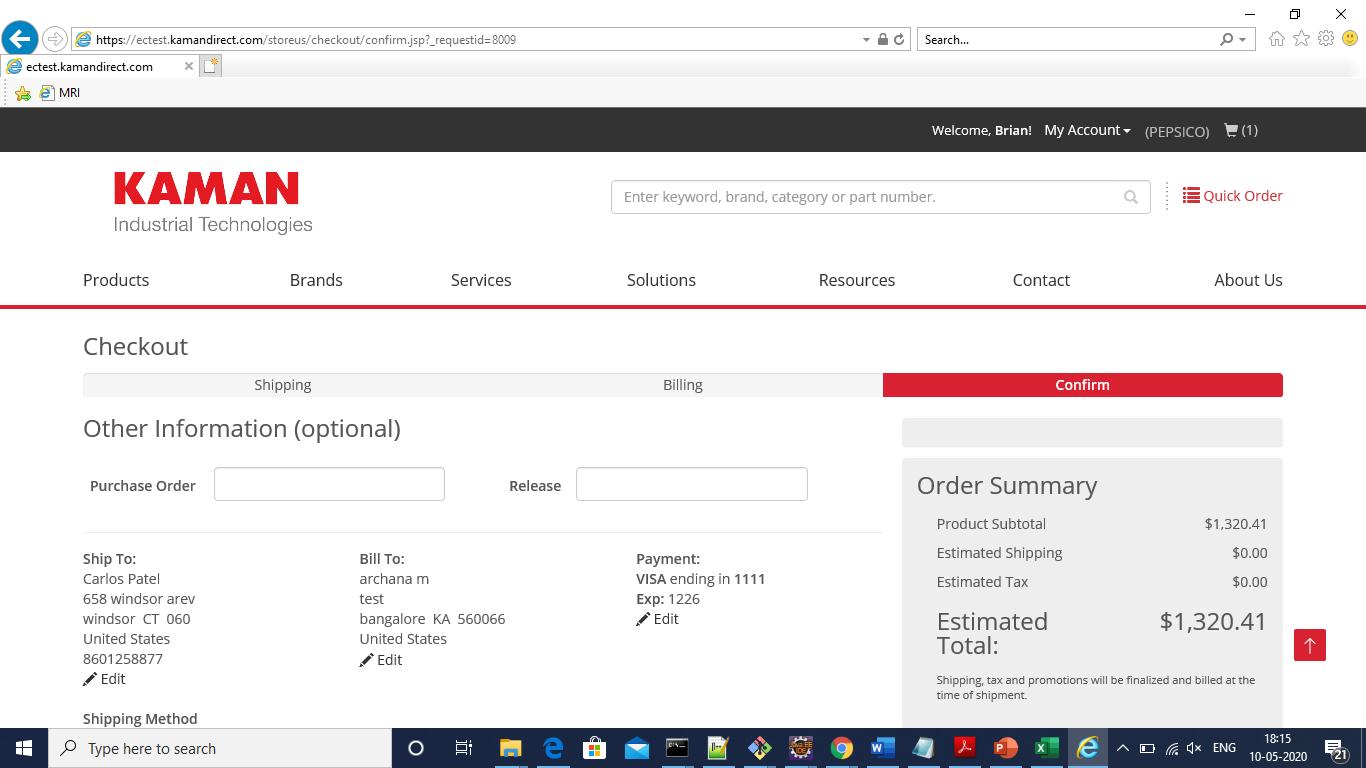 https://ectest.kamandirect.com/storeus/checkout/confirm.jsp?_requestid=8009
Search...
ectest.kamandirect.com
MRI
Welcome, Brian! My Account (PEPSICO) (1)
KAMAN
Industrial Technologies
Enter keyword, brand, category or part number.
Quick Order
Products Brands Services Solutions Resources Contact About Us
Checkout
Shipping Billing Confirm
Other Information (optional)
Purchase Order
Release
Ship To:
Carlos Patel
658 windsor arev
windsor CT 060
United States
8601258877
Edit
Bill To:
archana m
test
bangalore KA 560066
United States
Edit
Payment:
VISA ending in 1111
Exp: 1226
Edit
Shipping Method
Order Summary
Product Subtotal $1,320.41
Estimated Shipping $0.00
Estimated Tax $0.00
Estimated
Total: $1,320.41
Shipping, tax and promotions will be finalized and billed at the
time of shipment.
Type here to search
ENG
18:15
10-05-2020
21